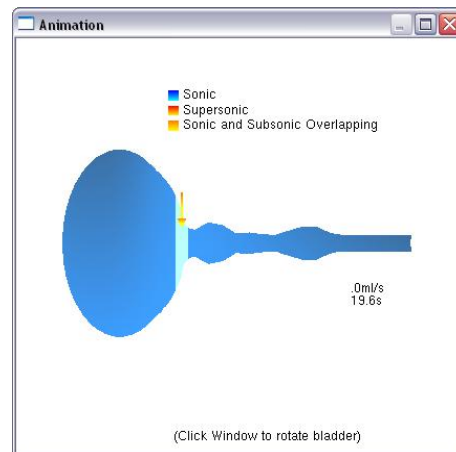 Animation
Sonic
Supersonic
Sonic and Subsonic Overlapping
.0ml/s
19.6s
(Click Window to rotate bladder)